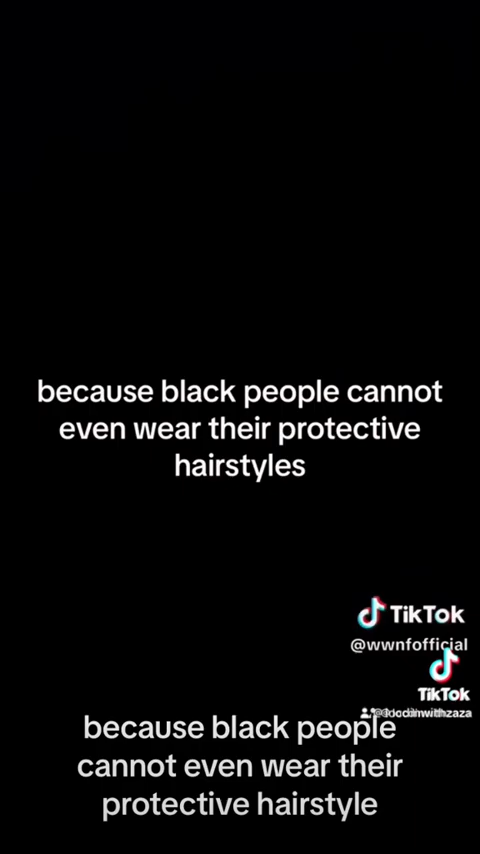 because black people cannot
even wear their protective
hairstyles
TikTok
@wwnfofficial
TikTok
because black people
cannot even wear their
protective hairstyle